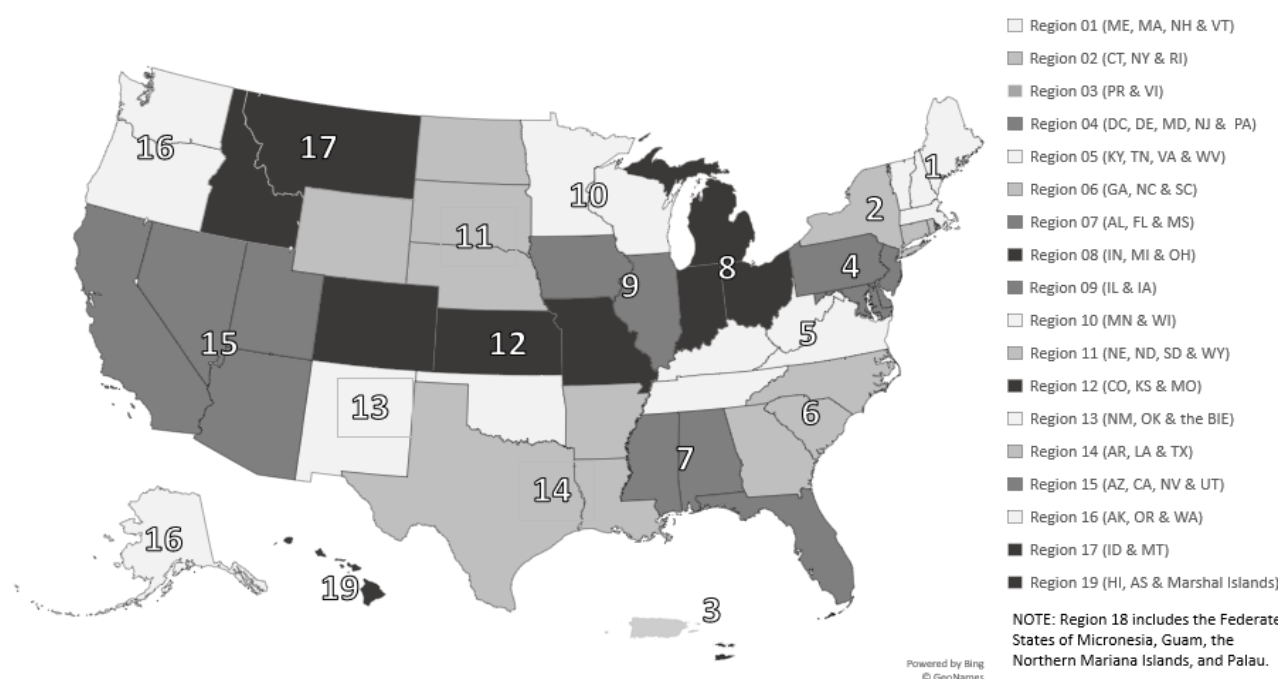 Region 01 (ME, MA, NH & VT)
Region 02 (CT, NY & RI)
Region 03 (PR & VI)
Region 04 (DC, DE, MD, NJ &  PA)
Region 05 (KY, TN, VA & WV)
Region 06 (GA, NC & SC)
Region 07 (AL, FL & MS)
Region 08 (IN, MI & OH)
Region 09 (IL & IA)
Region 10 (MN & WI)
Region 11 (NE, ND, SD & WY)
Region 12 (CO, KS & MO)
Region 13 (NM, OK & the BIE)
Region 14 (AR, LA & TX)
Region 15 (AZ, CA, NV & UT)
Region 16 (AK, OR & WA)
Region 17 (ID & MT)
Region 19 (HI, AS & Marshal Islands)
NOTE: Region 18 includes the Federate
States of Micronesia, Guam, the
Northern Mariana Islands, and Palau.
16
17
10
1
2
11
9
8
4
15
12
5
13
6
7
14
16
19
3
Powered by Bing
© GeoNames